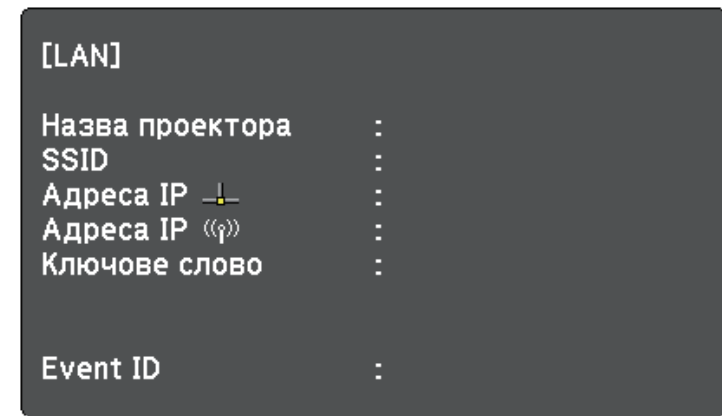 [LAN]
Назва проектора :
SSID :
Адреса IP :
Адреса IP :
Ключове слово :
Event ID :